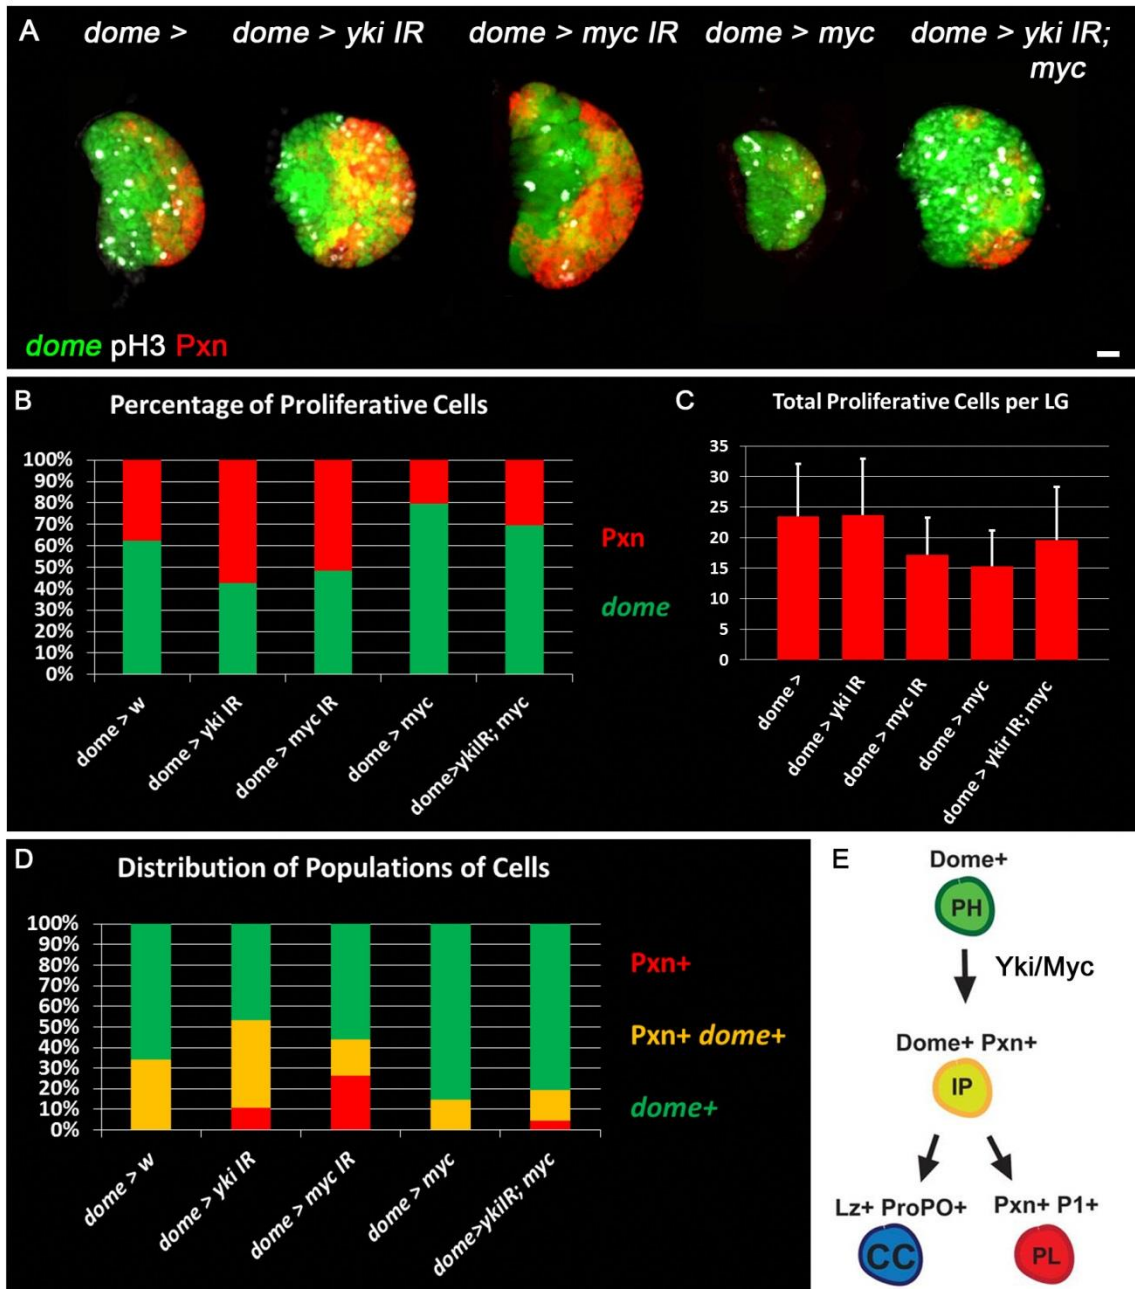 A
dome > dome > yki IR dome > myc IR dome > myc dome > yki IR;
myc
dome pH3 Pxn
B Percentage of Proliferative Cells
100%
90%
80%
70%
60%
50%
40%
30%
20%
10%
0%
dome > w
dome > yki IR
dome > myc IR
dome > myc
dome>ykiIR; myc
Pxn
dome
C Total Proliferative Cells per LG
35
30
25
20
15
10
5
0
dome >
dome > yki IR
dome > myc IR
dome > myc
dome > ykir IR; myc
D Distribution of Populations of Cells
100%
90%
80%
70%
60%
50%
40%
30%
20%
10%
0%
dome > w
dome > yki IR
dome > myc IR
dome > myc
dome>ykiIR; myc
Pxn+
Pxn+ dome+
dome+
E Dome+
PH
Yki/Myc
Dome+ Pxn+
IP
Lz+ ProPO+ Pxn+ P1+
CC PL